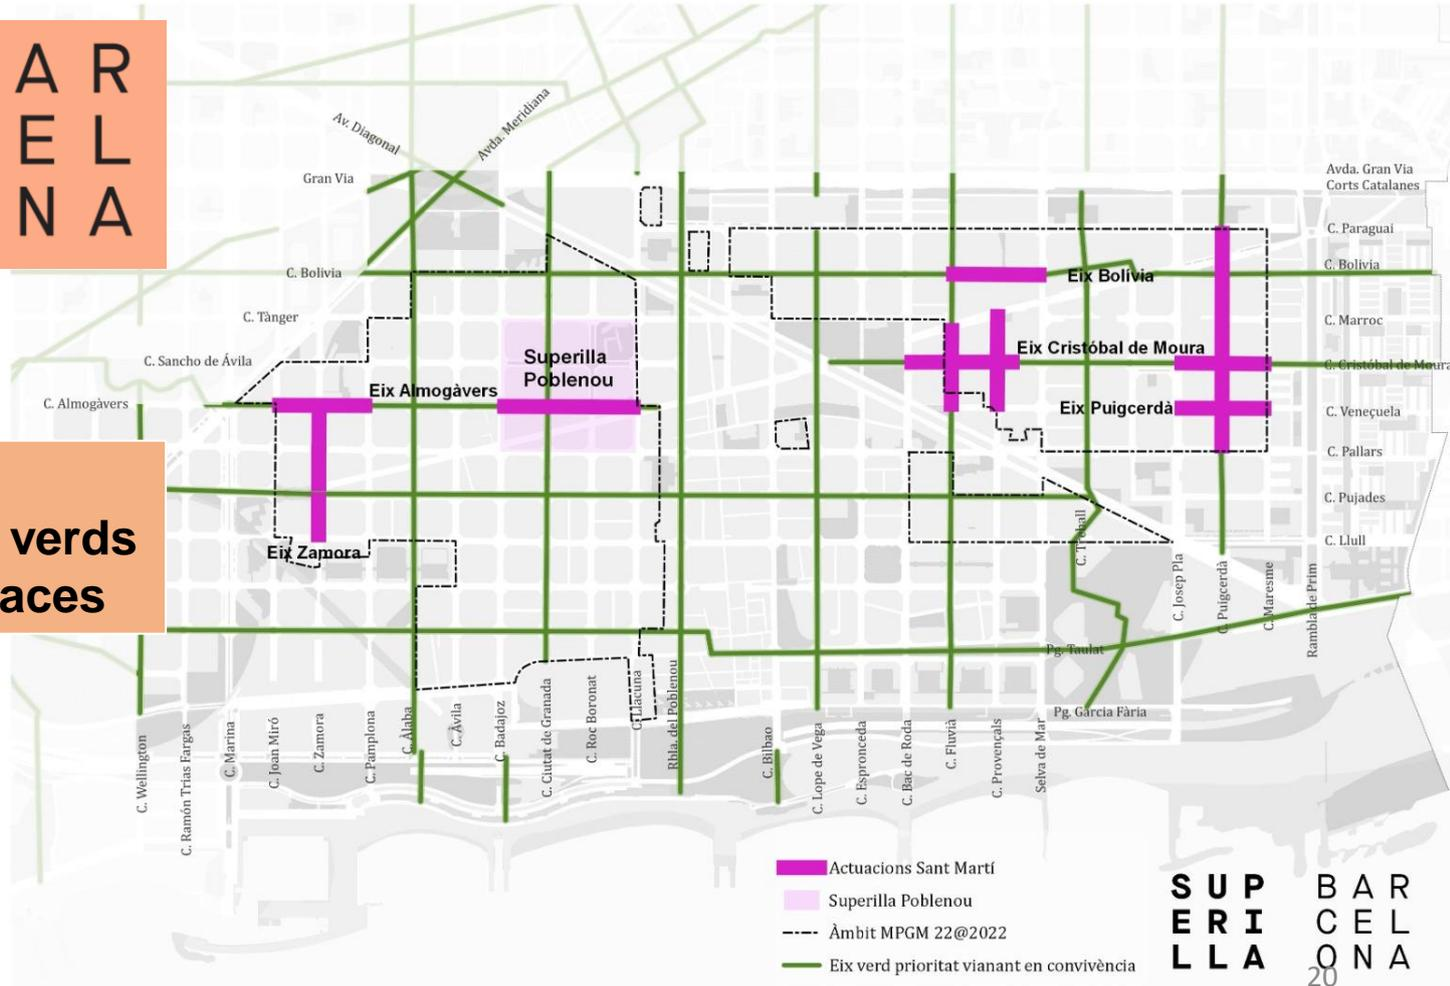 A R
E L
N A
verds
aces
Av. Diagonal
Avda. Meridiana
Gran Via
C. Bolivia
C. Tànger
C. Sancho de Ávila
C. Almogàvers
Avda. Gran Via
Corts Catalanes
C. Paraguai
C. Bolivia
C. Marroc
C. Cristóbal de Moura
C. Veneçuela
C. Pallars
C. Pujades
C. Llull
Eix Bolívia
Eix Cristóbal de Moura
Eix Puigcerdà
Superilla
Poblenou
Eix Almogàvers
Eix Zamora
C. Wellington
C. Ramón Trias Fargas
C. Marina
C. Joan Miró
C. Zamora
C. Pamplona
C. Àlaba
C. Ávila
C. Badajoz
C. Ciutat de Granada
C. Roc Boronat
C. Llacuna
Rbla. del Poblenou
C. Bilbao
C. Lope de Vega
C. Espronceda
C. Bac de Roda
C. Fluvià
C. Provençals
Selva de Mar
C. Treball
C. Josep Pla
C. Puigcerdà
C. Maresme
Rambla de Prim
Pg. Taulat
Pg. Garcia Fària
Actuacions Sant Martí
Superilla Poblenou
Àmbit MPGM 22@2022
Eix verd prioritat vianant en convivència
S U P
E R I
L L A
B A R
C E L
O N A
20